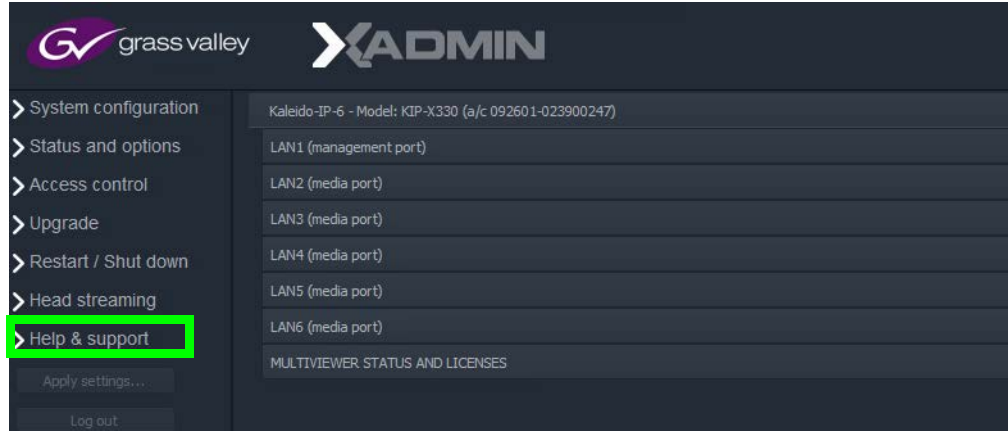 grass valley
XADMIN
System configuration
Status and options
Access control
Upgrade
Restart / Shut down
Head streaming
Help & support
Apply settings...
Log out
Kaleido-IP-6 - Model: KIP-X330 (a/c 092601-023900247)
LAN1 (management port)
LAN2 (media port)
LAN3 (media port)
LAN4 (media port)
LAN5 (media port)
LAN6 (media port)
MULTIVIEWER STATUS AND LICENSES